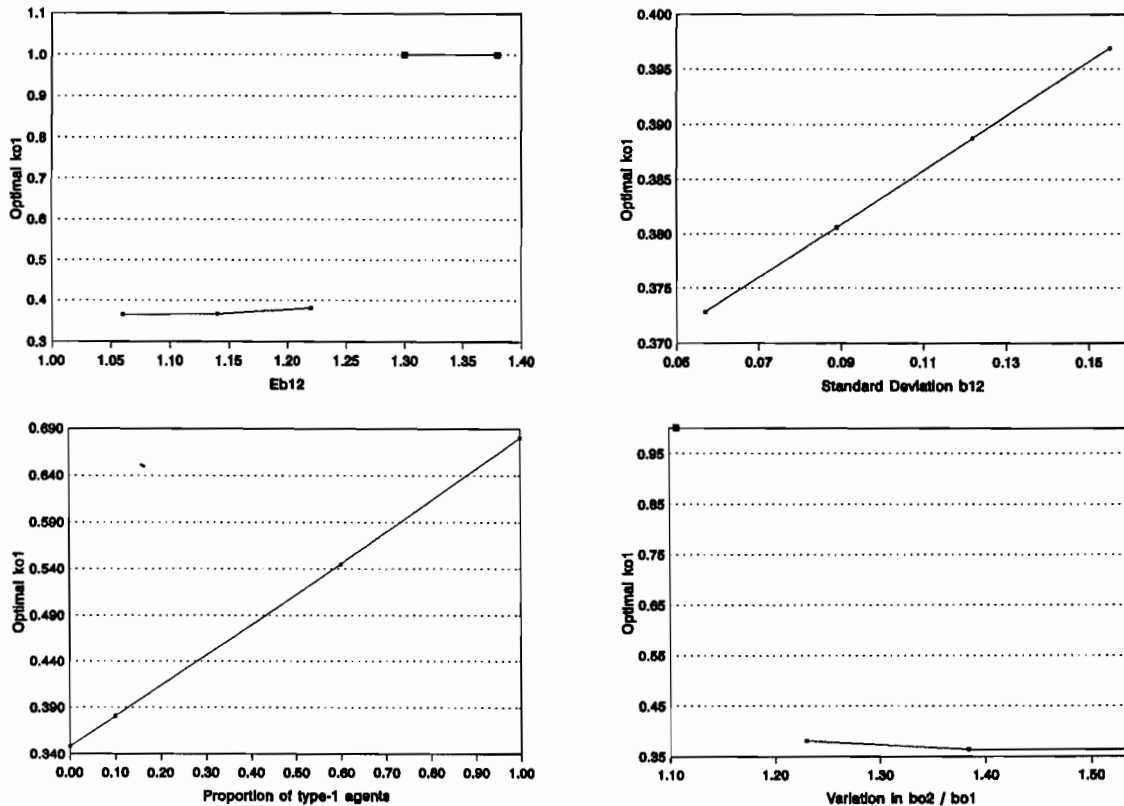 1.1
1.0
0.9
0.8
0.7
0.6
0.5
0.4
0.3
Optimal ko1
1.00 1.05 1.10 1.15 1.20 1.25 1.30 1.35 1.40
Eb12
0.400
0.395
0.390
0.385
0.380
0.375
0.370
Optimal ko1
0.06 0.07 0.09 0.11 0.13 0.15
Standard Deviation b12
0.690
0.640
0.590
0.540
0.490
0.440
0.390
0.340
Optimal ko1
0.00 0.10 0.20 0.30 0.40 0.50 0.60 0.70 0.80 0.90 1.00
Proportion of type-1 agents
0.95
0.85
0.75
0.65
0.55
0.45
0.35
Optimal ko1
1.10 1.20 1.30 1.40 1.50
Variation in bo2 / bo1